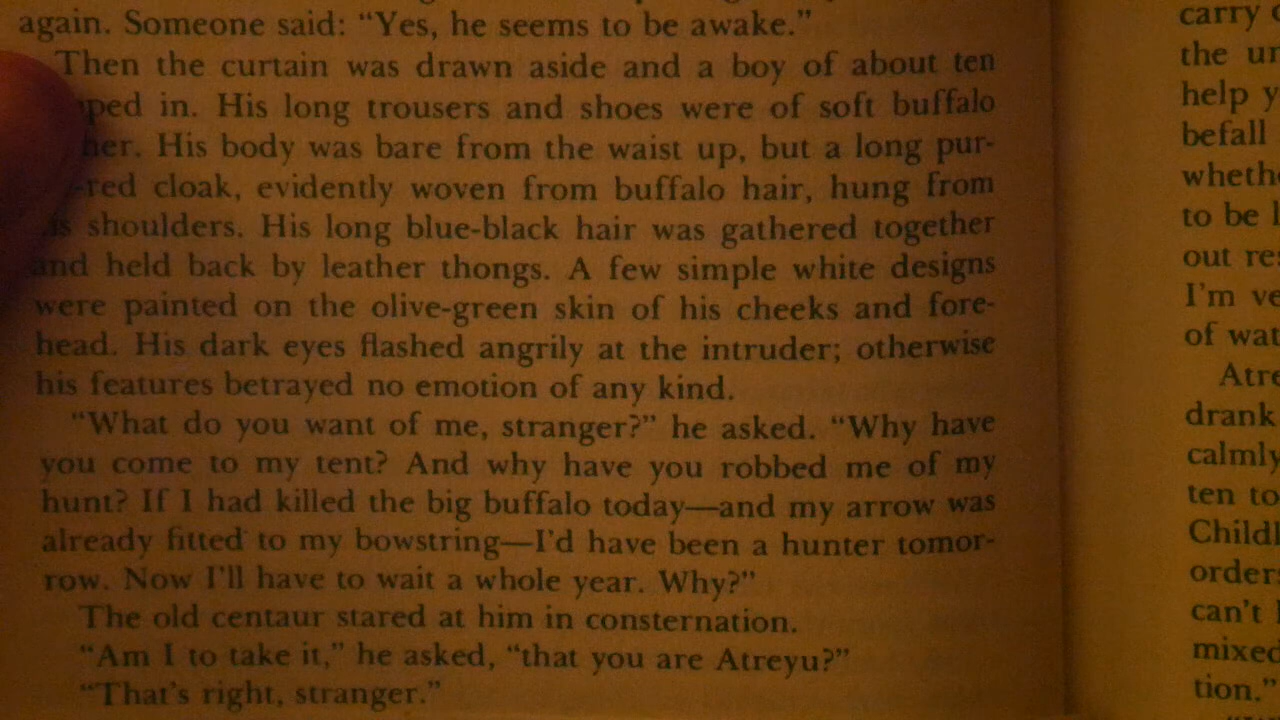 again. Someone said: “Yes, he seems to be awake.”
Then the curtain was drawn aside and a boy of about ten
in. His long trousers and shoes were of soft buffalo
His body was bare from the waist up, but a long pur-
-red cloak, evidently woven from buffalo hair, hung from
shoulders. His long blue-black hair was gathered together
and held back by leather thongs. A few simple white designs
were painted on the olive-green skin of his cheeks and fore-
head. His dark eyes flashed angrily at the intruder; otherwise
his features betrayed no emotion of any kind.
“What do you want of me, stranger?” he asked. “Why have
you come to my tent? And why have you robbed me of my
hunt? If I had killed the big buffalo today—and my arrow was
already fitted to my bowstring—I'd have been a hunter tomor-
row. Now I'll have to wait a whole year. Why?”
The old centaur stared at him in consternation.
“Am I to take it,” he asked, “that you are Atreyu?”
“That's right, stranger.”
carry
the
help
befall
to be
out
I'm
of
drank
ten to
can't
mixed
tion.”